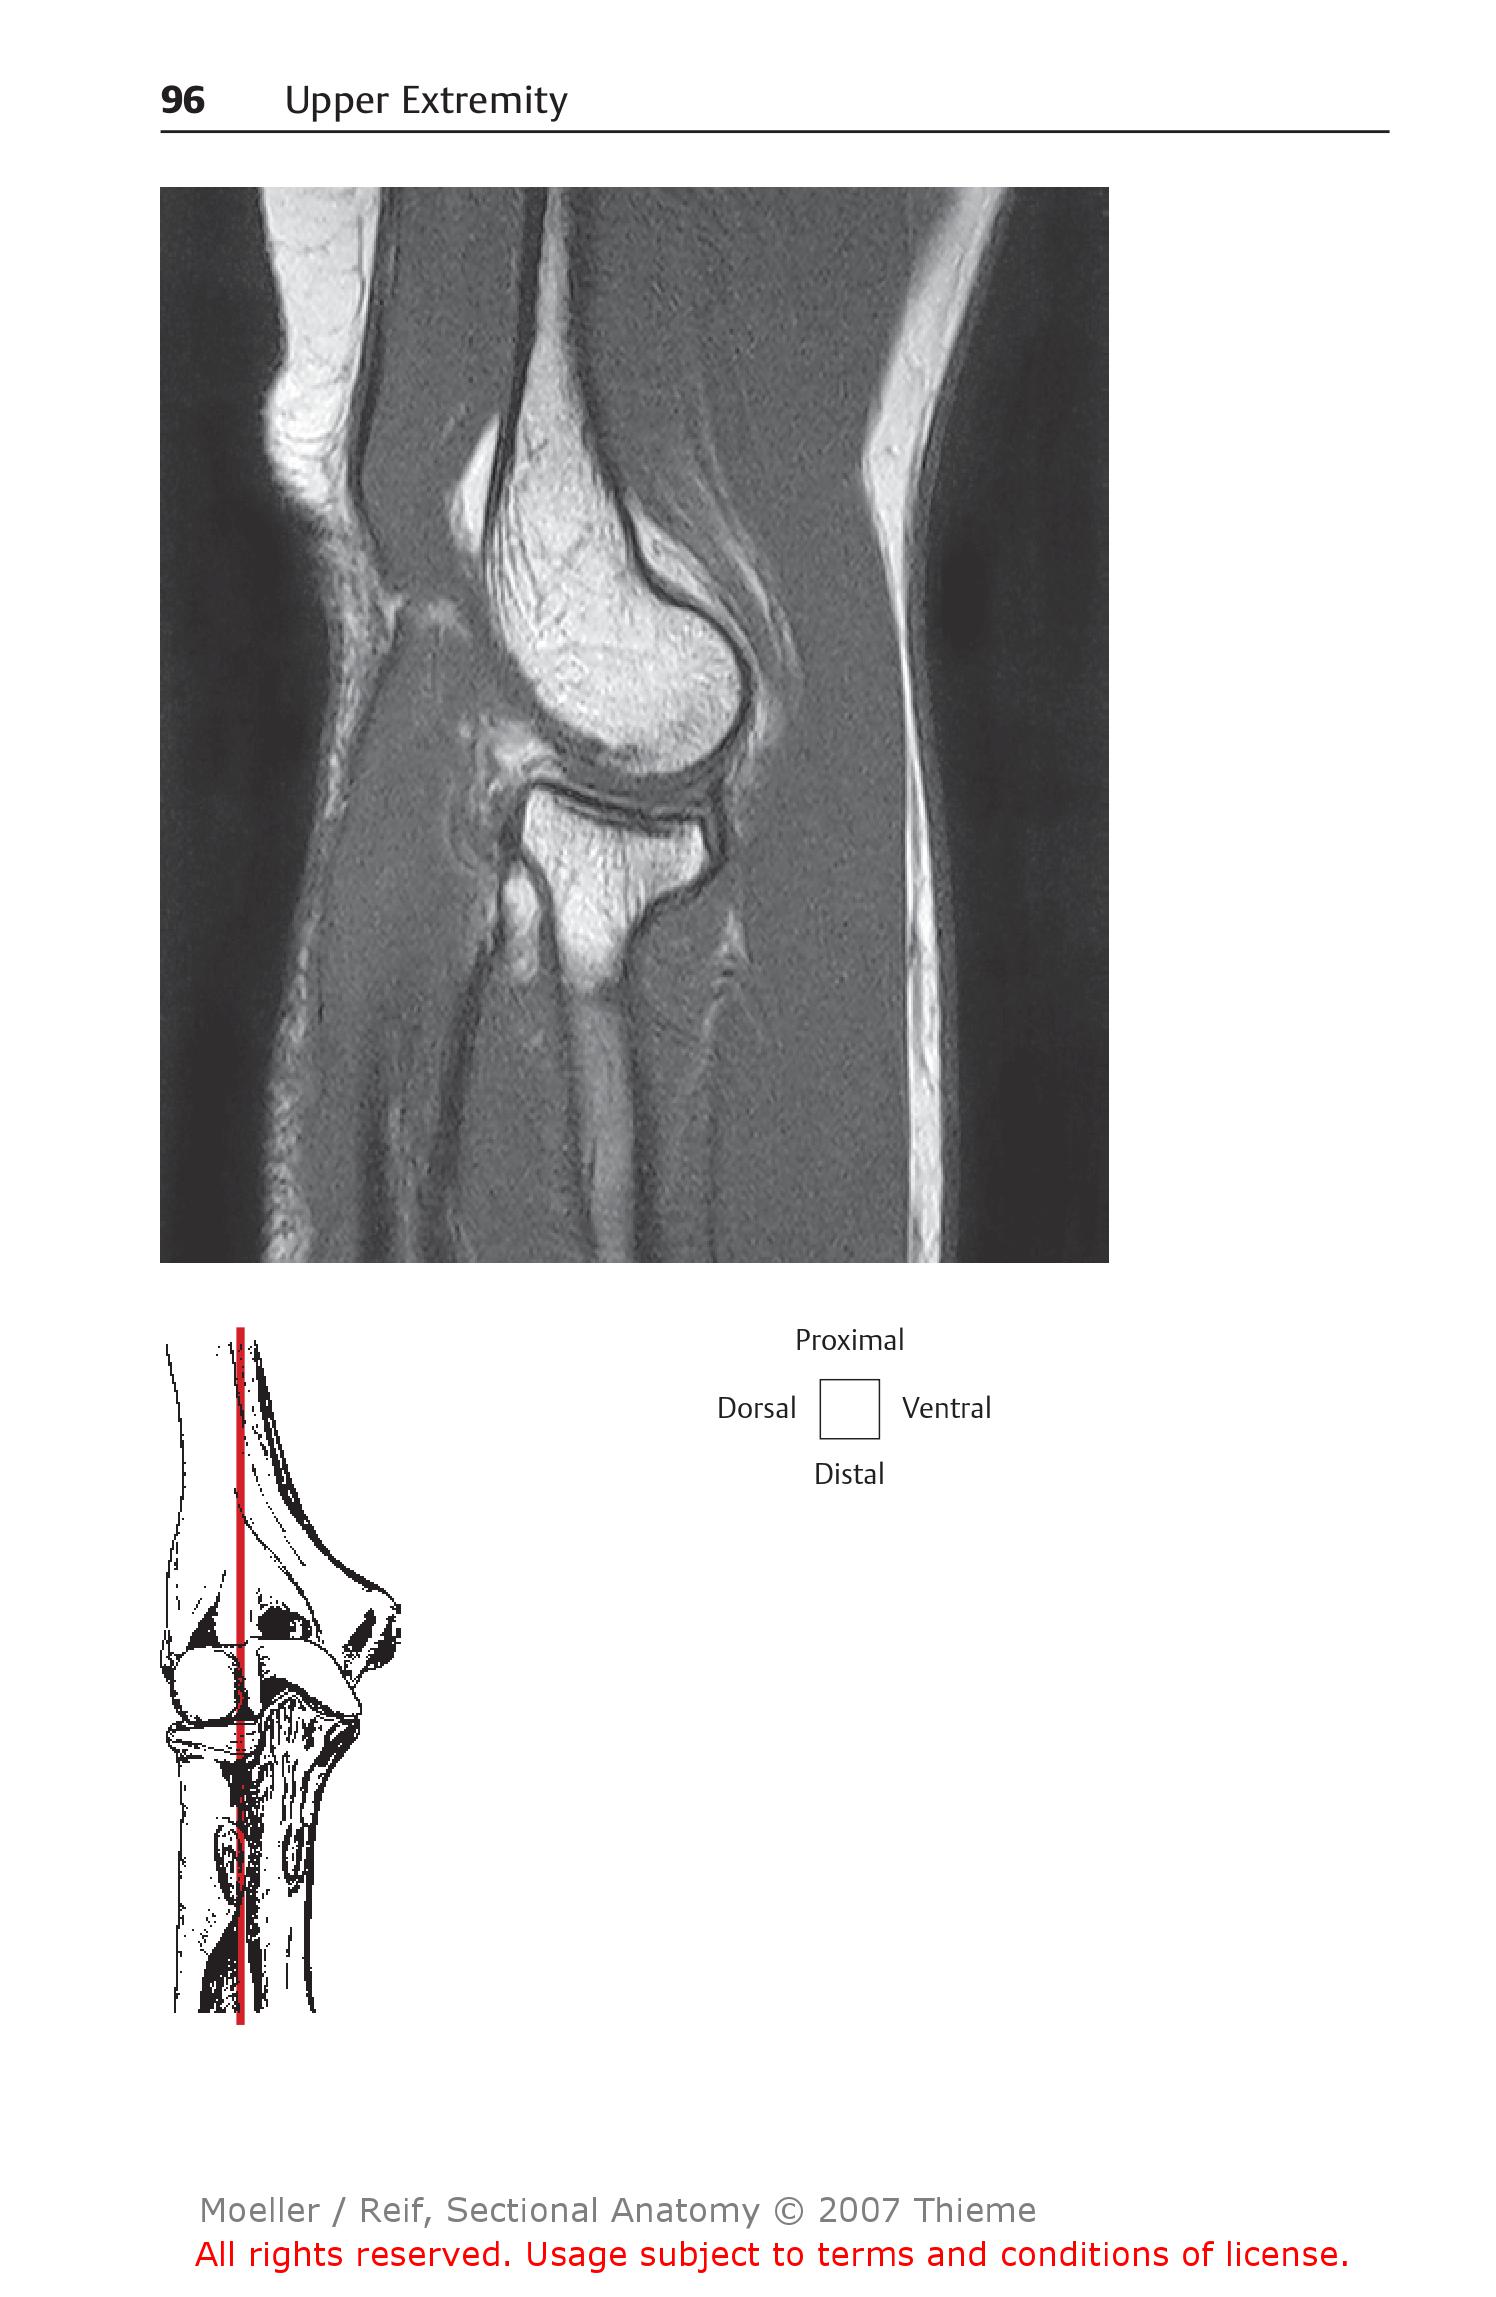 96 Upper Extremity
Proximal
Dorsal Ventral
Distal
Moeller / Reif, Sectional Anatomy © 2007 Thieme
All rights reserved. Usage subject to terms and conditions of license.